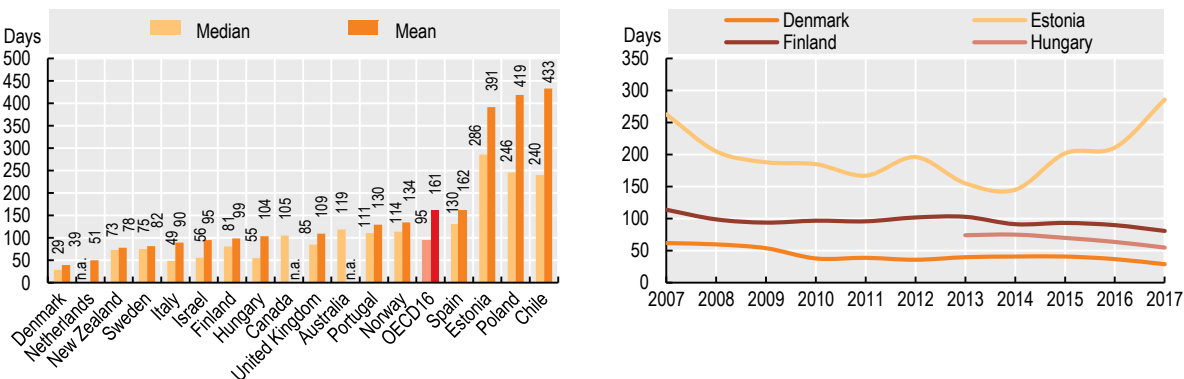 Days
Median Mean
500
450
400
350
300
250
200
150
100
50
0
29 39
n.a. 51
73 78
75 82
49 90
56 95
81 99
55 104
105 n.a.
85 109
119 n.a.
111 130
114 134
95 161
130 162
286 391
246 419
240 433
Denmark
Netherlands
New Zealand
Sweden
Italy
Israel
Finland
Hungary
Canada
United Kingdom
Australia
Portugal
Norway
OECD16
Spain
Estonia
Poland
Chile
Denmark Estonia
Finland Hungary
Days
350
300
250
200
150
100
50
0
2007 2008 2009 2010 2011 2012 2013 2014 2015 2016 2017